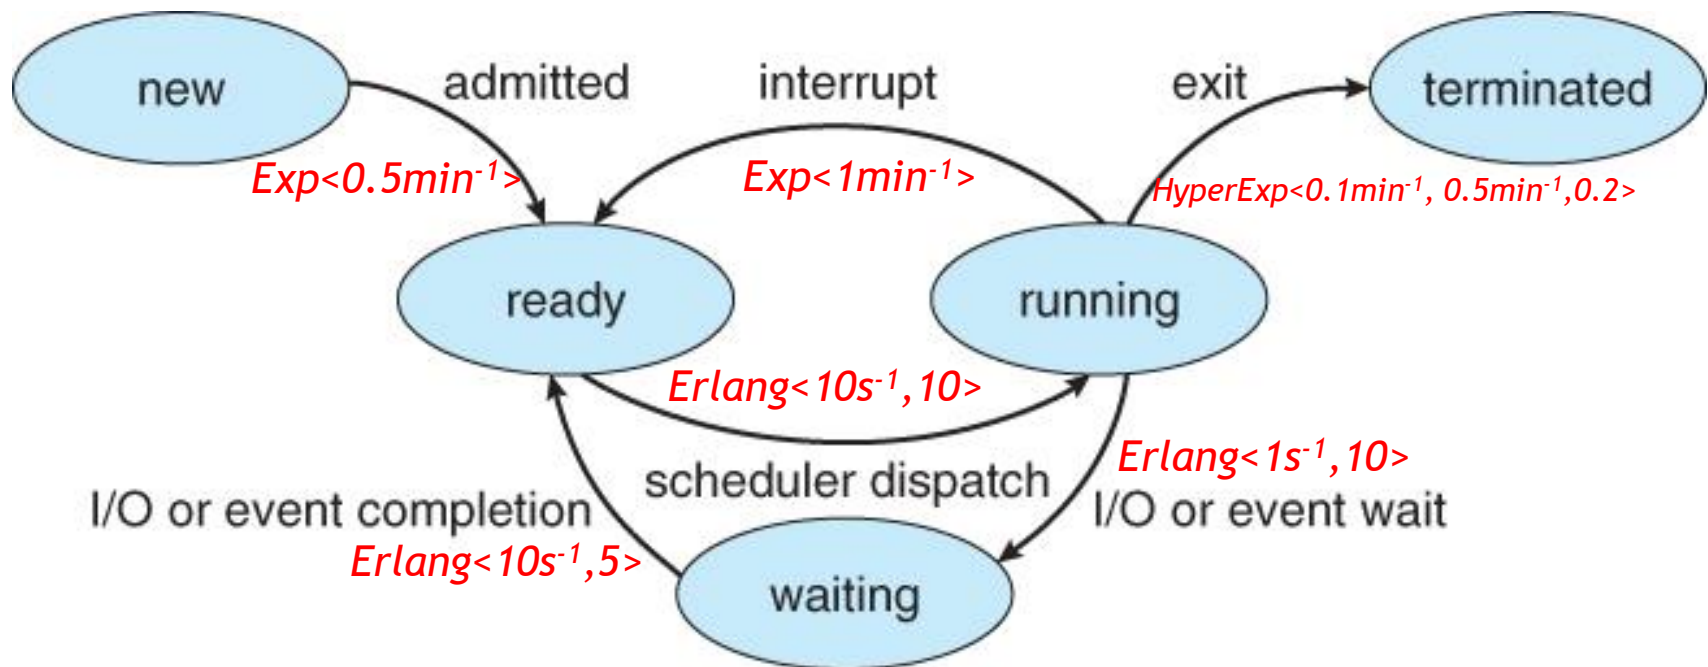 new
admitted
interrupt
exit
terminated
Exp<0.5min⁻¹>
Exp<1min⁻¹>
HyperExp<0.1min⁻¹, 0.5min⁻¹,0.2>
ready
running
Erlang<10s⁻¹,10>
Erlang<1s⁻¹,10>
scheduler dispatch
I/O or event completion
I/O or event wait
Erlang<10s⁻¹,5>
waiting